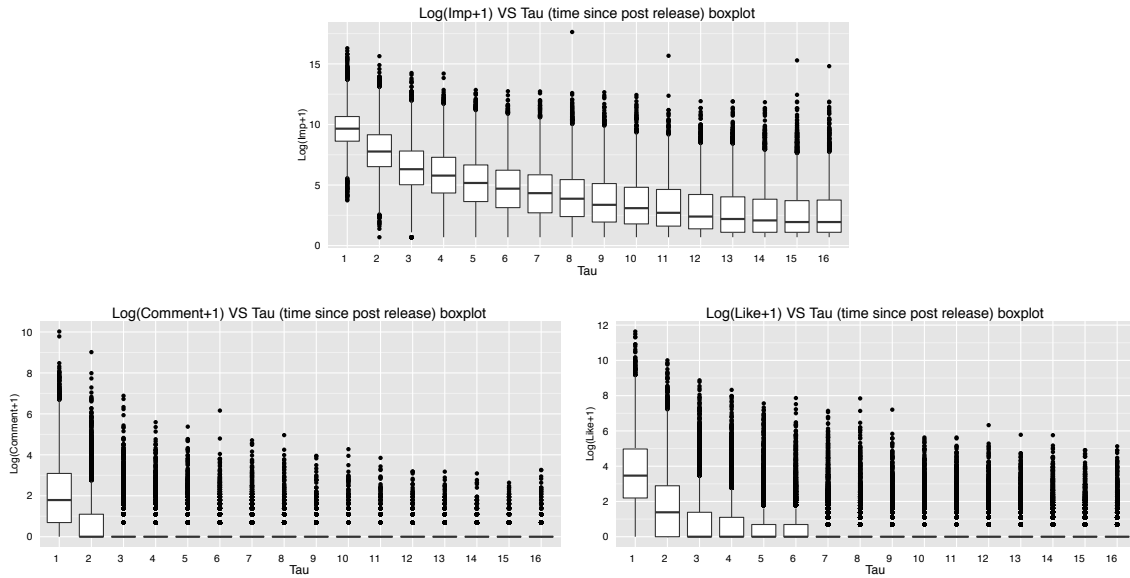 Log(Imp+1) VS Tau (time since post release) boxplot
Log(Imp+1)
15
10
5
0
1 2 3 4 5 6 7 8 9 10 11 12 13 14 15 16
Tau
Log(Comment+1) VS Tau (time since post release) boxplot
Log(Comment+1)
10
8
6
4
2
0
1 2 3 4 5 6 7 8 9 10 11 12 13 14 15 16
Tau
Log(Like+1) VS Tau (time since post release) boxplot
Log(Like+1)
12
10
8
6
4
2
0
1 2 3 4 5 6 7 8 9 10 11 12 13 14 15 16
Tau